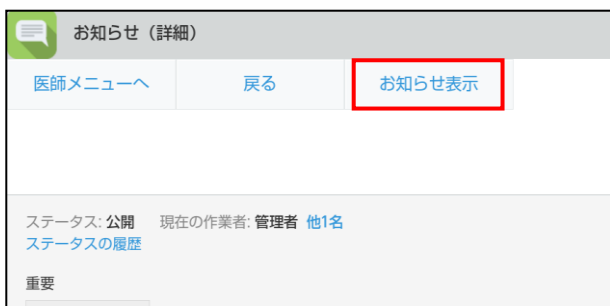 お知らせ（詳細）
医師メニューへ 戻る お知らせ表示
ステータス: 公開 現在の作業者: 管理者 他1名
ステータスの履歴
重要